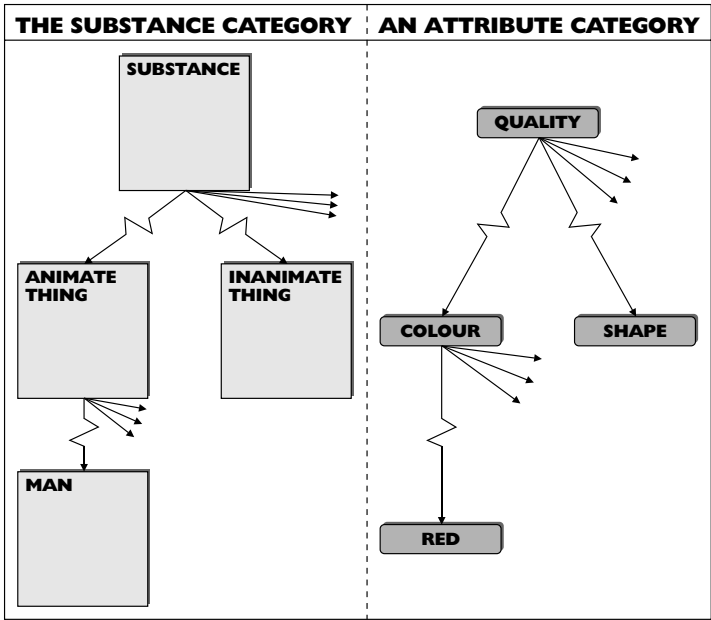 THE SUBSTANCE CATEGORY
AN ATTRIBUTE CATEGORY
SUBSTANCE
ANIMATE
THING
INANIMATE
THING
MAN
QUALITY
COLOUR
SHAPE
RED